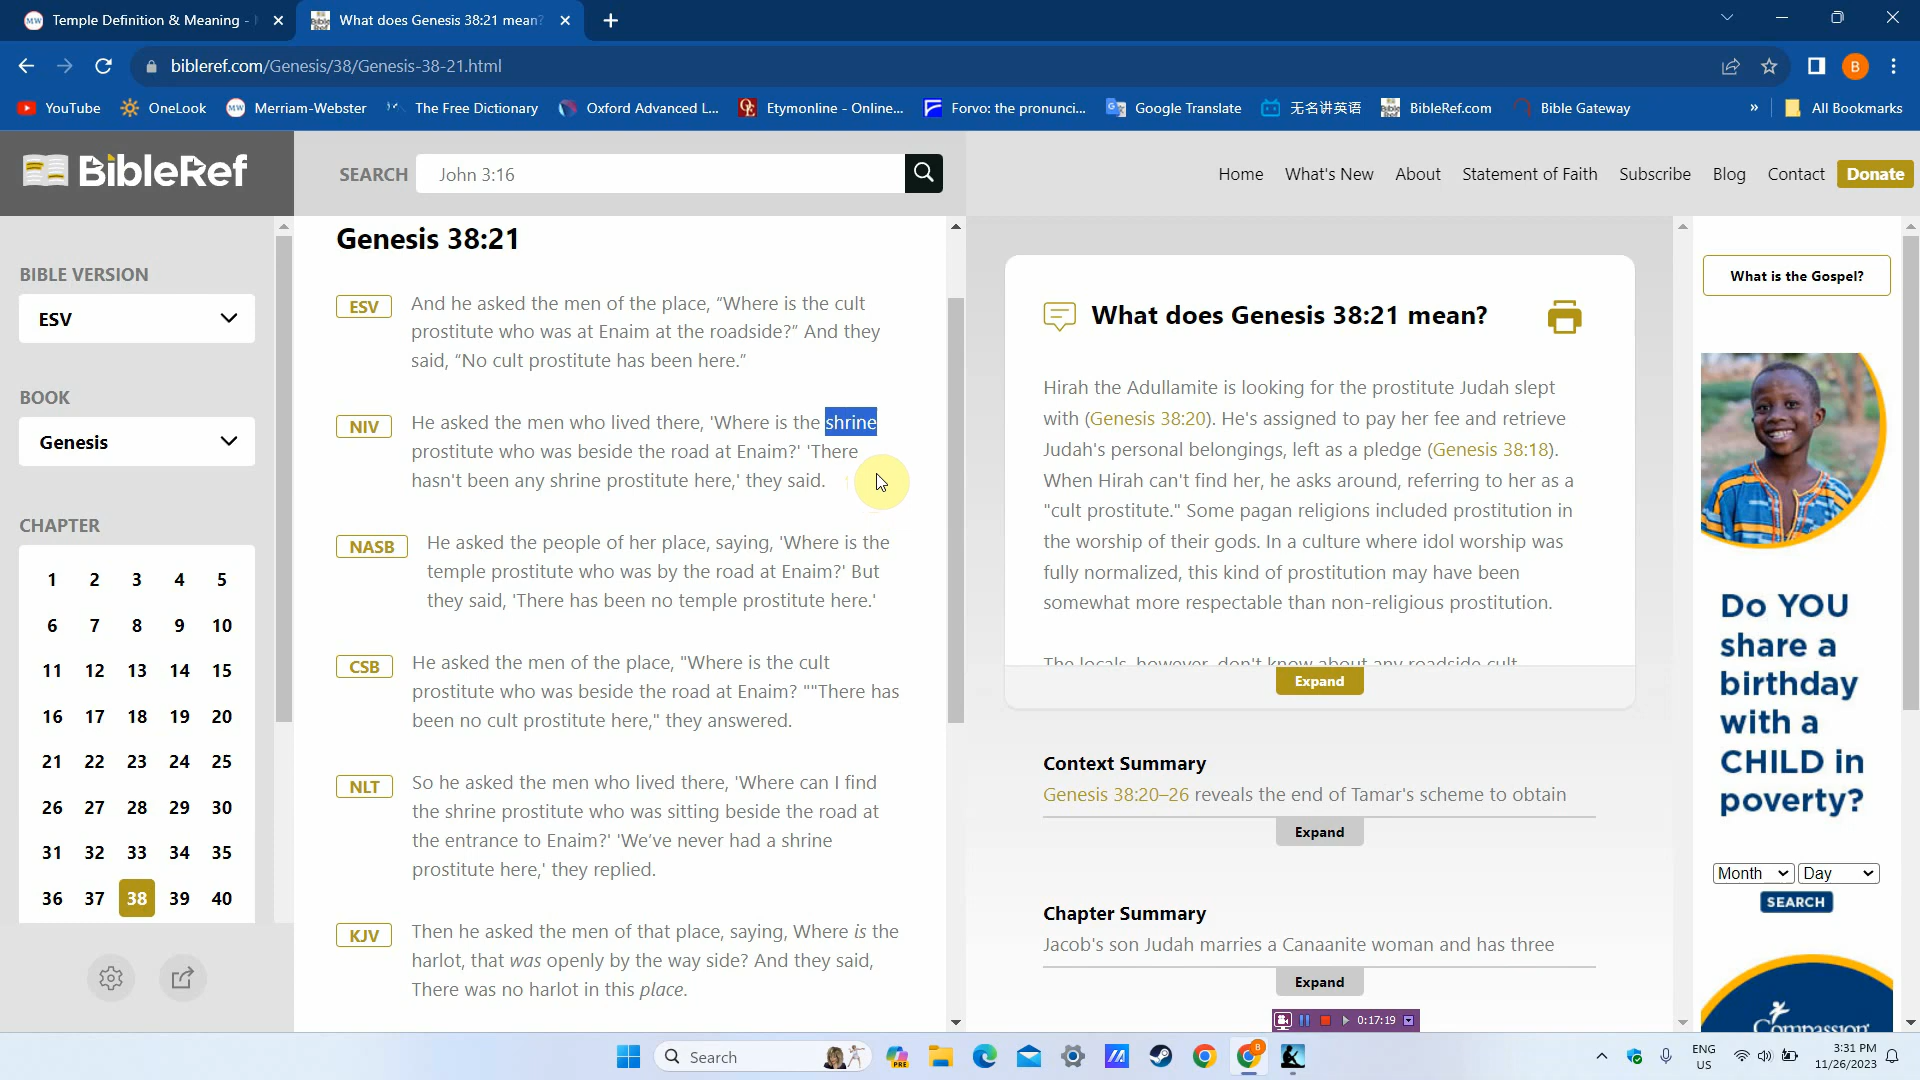 Temple Definition & Meaning -
What does Genesis 38:21 mean?
bibleref.com/Genesis/38/Genesis-38-21.html
B
YouTube
OneLook
Merriam-Webster
The Free Dictionary
Oxford Advanced L...
Etymonline - Online...
Forvo: the pronunci...
Google Translate
无名讲英语
BibleRef.com
Bible Gateway
»
All Bookmarks
BibleRef
SEARCH
John 3:16
Home
What's New
About
Statement of Faith
Subscribe
Blog
Contact
Donate
BIBLE VERSION
ESV
BOOK
Genesis
CHAPTER
1 2 3 4 5
6 7 8 9 10
11 12 13 14 15
16 17 18 19 20
21 22 23 24 25
26 27 28 29 30
31 32 33 34 35
36 37 38 39 40
Genesis 38:21
ESV
And he asked the men of the place, “Where is the cult
prostitute who was at Enaim at the roadside?” And they
said, “No cult prostitute has been here.”
NIV
He asked the men who lived there, 'Where is the shrine
prostitute who was beside the road at Enaim?' 'There
hasn't been any shrine prostitute here,' they said.
NASB
He asked the people of her place, saying, 'Where is the
temple prostitute who was by the road at Enaim?' But
they said, 'There has been no temple prostitute here.'
CSB
He asked the men of the place, "Where is the cult
prostitute who was beside the road at Enaim? ""There has
been no cult prostitute here," they answered.
NLT
So he asked the men who lived there, 'Where can I find
the shrine prostitute who was sitting beside the road at
the entrance to Enaim?' 'We’ve never had a shrine
prostitute here,' they replied.
KJV
Then he asked the men of that place, saying, Where is the
harlot, that was openly by the way side? And they said,
There was no harlot in this place.
What does Genesis 38:21 mean?
Hirah the Adullamite is looking for the prostitute Judah slept
with (Genesis 38:20). He's assigned to pay her fee and retrieve
Judah's personal belongings, left as a pledge (Genesis 38:18).
When Hirah can't find her, he asks around, referring to her as a
"cult prostitute." Some pagan religions included prostitution in
the worship of their gods. In a culture where idol worship was
fully normalized, this kind of prostitution may have been
somewhat more respectable than non-religious prostitution.
The locals, however, don't know about any roadside cult
Expand
Context Summary
Genesis 38:20–26 reveals the end of Tamar's scheme to obtain
Expand
Chapter Summary
Jacob's son Judah marries a Canaanite woman and has three
Expand
What is the Gospel?
Do YOU
share a
birthday
with a
CHILD in
poverty?
Month
Day
SEARCH
Compassion
0:17:19
Search
PRE
B
ENG
US
3:31 PM
11/26/2023